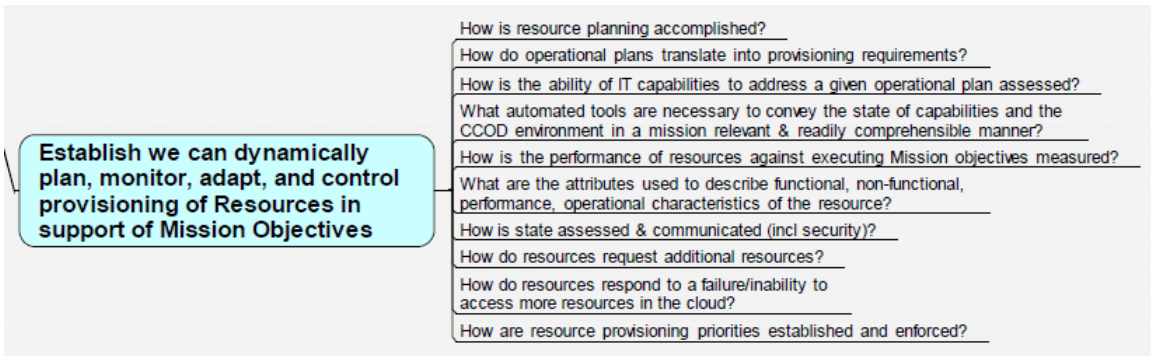 Establish we can dynamically
plan, monitor, adapt, and control
provisioning of Resources in
support of Mission Objectives
How is resource planning accomplished?
How do operational plans translate into provisioning requirements?
How is the ability of IT capabilities to address a given operational plan assessed?
What automated tools are necessary to convey the state of capabilities and the
CCOD environment in a mission relevant & readily comprehensible manner?
How is the performance of resources against executing Mission objectives measured?
What are the attributes used to describe functional, non-functional,
performance, operational characteristics of the resource?
How is state assessed & communicated (incl security)?
How do resources request additional resources?
How do resources respond to a failure/inability to
access more resources in the cloud?
How are resource provisioning priorities established and enforced?